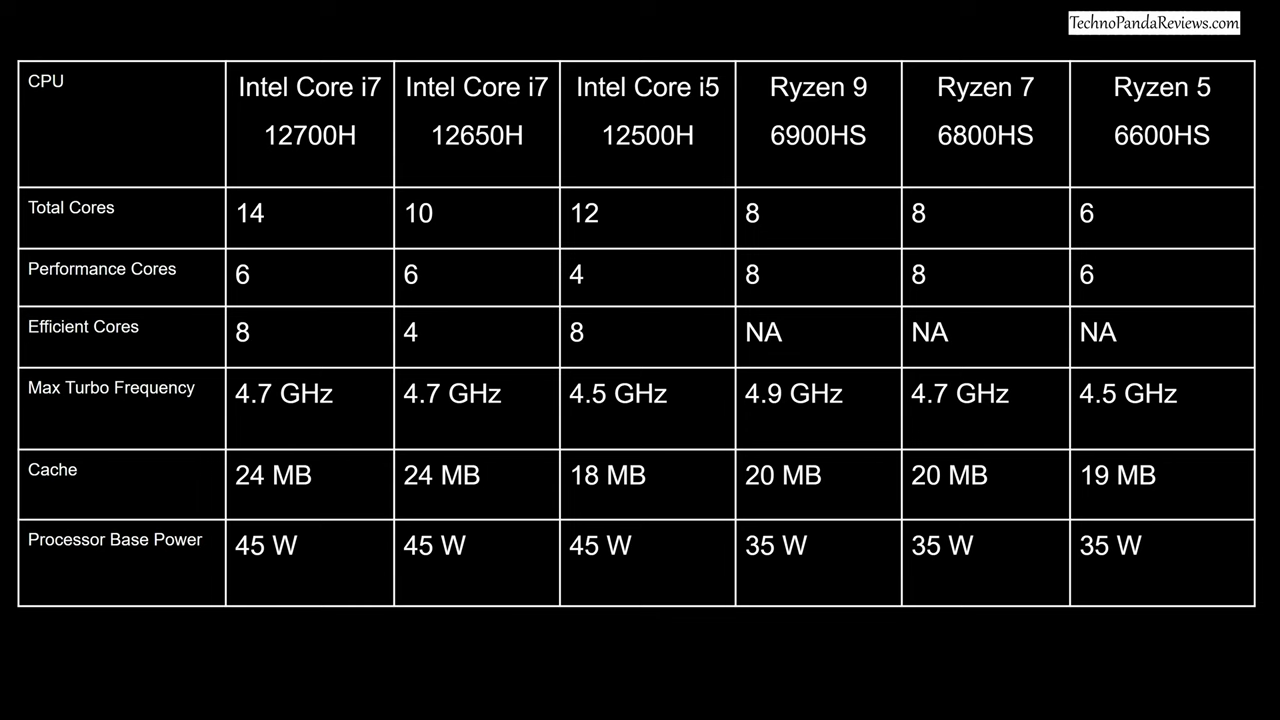 TechnoPandaReviews.com
CPU Intel Core i7 Intel Core i7 Intel Core i5 Ryzen 9 Ryzen 7 Ryzen 5
12700H 12650H 12500H 6900HS 6800HS 6600HS
Total Cores 14 10 12 8 8 6
Performance Cores 6 6 4 8 8 6
Efficient Cores 8 4 8 NA NA NA
Max Turbo Frequency 4.7 GHz 4.7 GHz 4.5 GHz 4.9 GHz 4.7 GHz 4.5 GHz
Cache 24 MB 24 MB 18 MB 20 MB 20 MB 19 MB
Processor Base Power 45 W 45 W 45 W 35 W 35 W 35 W